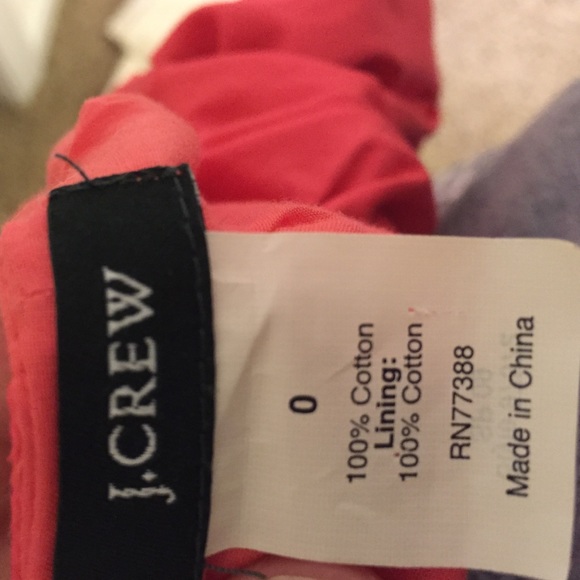 J.CREW
0
100% Cotton
Lining:
100% Cotton
RN77388
Made in China